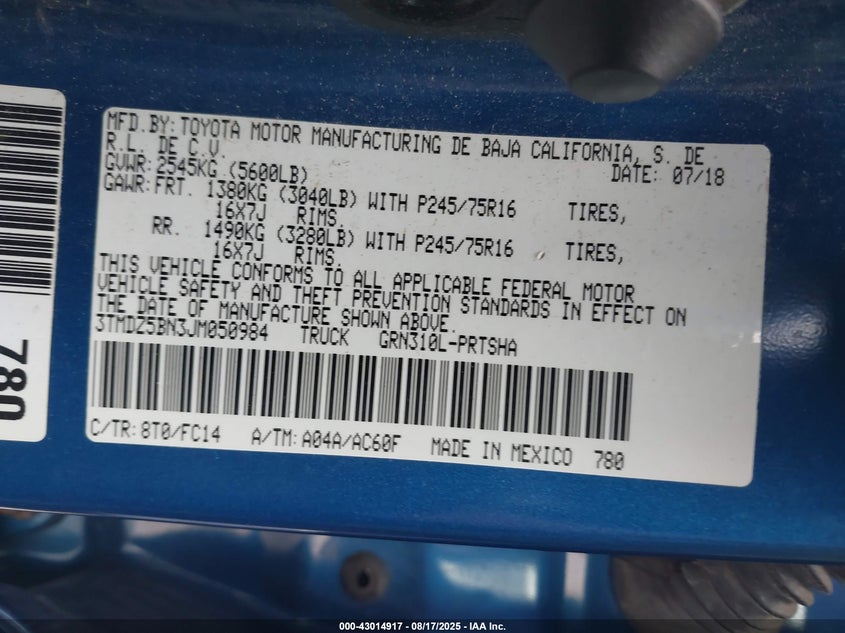 MFD.BY:TOYOTA MOTOR MANUFACTURING DE BAJA CALIFORNIA, S. DE
R.L. DE C.V.
DATE: 07/18
GVWR:2545KG (5600LB)
GAWR:FRT. 1380KG (3040LB) WITH P245/75R16 TIRES,
16X7J RIMS.
RR. 1490KG (3280LB) WITH P245/75R16 TIRES,
16X7J RIMS.
THIS VEHICLE CONFORMS TO ALL APPLICABLE FEDERAL MOTOR
VEHICLE SAFETY AND THEFT PREVENTION STANDARDS IN EFFECT ON
THE DATE OF MANUFACTURE SHOWN ABOVE.
3TMDZ5BN3JM050984 TRUCK GRN310L-PRTSHA
C/TR:8T0/FC14 A/TM:A04A/AC60F MADE IN MEXICO 780
780
000-43014917 - 08/17/2025 - IAA Inc.